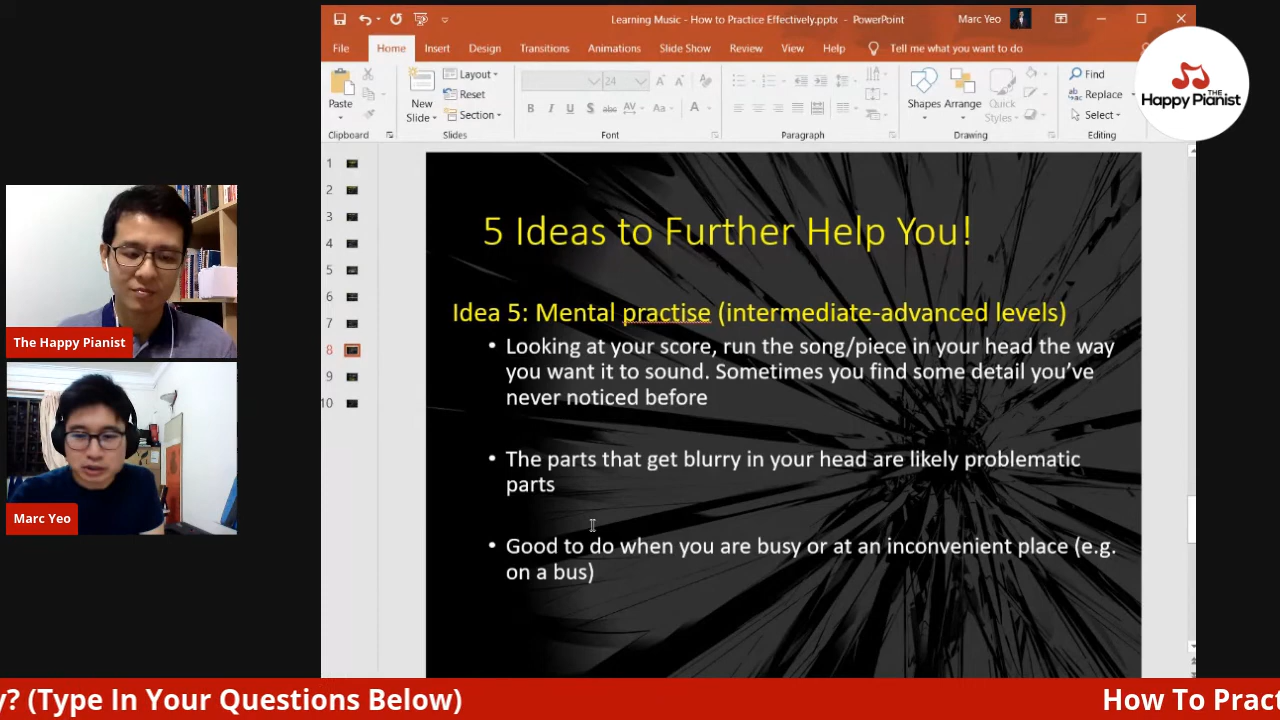 Learning Music - How to Practice Effectively.pptx - PowerPoint
Marc Yeo
File Home Insert Design Transitions Animations Slide Show Review View Help Tell me what you want to do
Paste
Clipboard
New
Slide
Layout
Reset
Section
Slides
24
B I U S abc AV Aa A
Font
Paragraph
Shapes Arrange Quick
Styles
Drawing
Find
Replace
Select
Editing
THE
Happy Pianist
1
2
3
4
5
6
7
8
9
10
5 Ideas to Further Help You!
Idea 5: Mental practise (intermediate-advanced levels)
• Looking at your score, run the song/piece in your head the way
you want it to sound. Sometimes you find some detail you’ve
never noticed before
• The parts that get blurry in your head are likely problematic
parts
• Good to do when you are busy or at an inconvenient place (e.g.
on a bus)
The Happy Pianist
Marc Yeo
y? (Type In Your Questions Below)
How To Pract